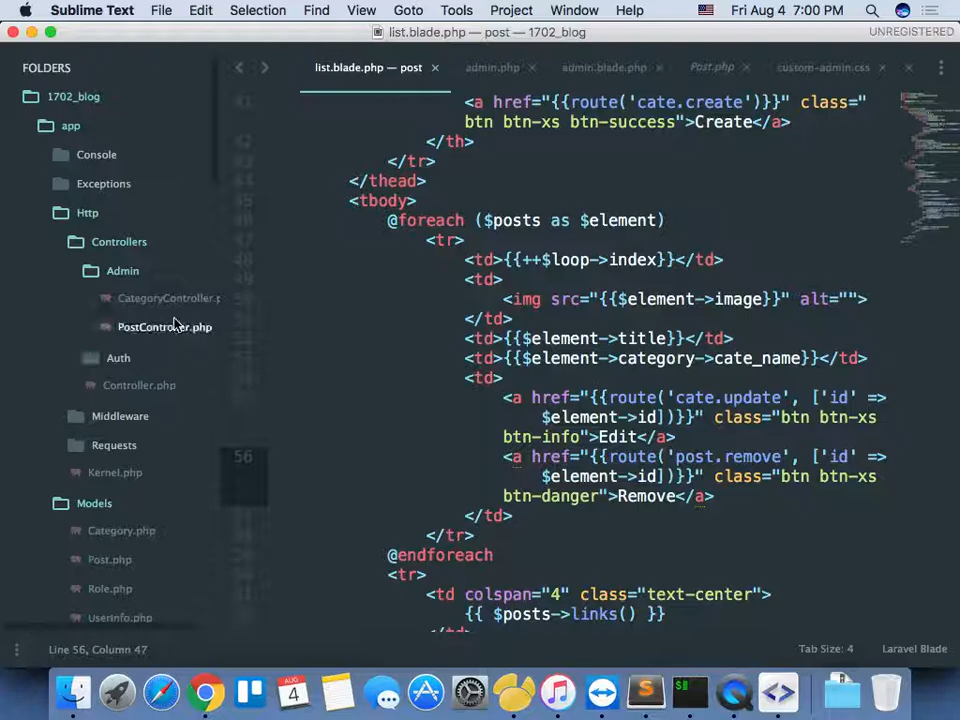 Sublime Text File Edit Selection Find View Goto Tools Project Window Help Fri Aug 4 7:00 PM
list.blade.php — post — 1702_blog UNREGISTERED
FOLDERS
1702_blog
app
Console
Exceptions
Http
Controllers
Admin
CategoryController.p
PostController.php
Auth
Controller.php
Middleware
Requests
Kernel.php
Models
Category.php
Post.php
Role.php
UserInfo.php
list.blade.php — post × admin.php × admin.blade.php × Post.php × custom-admin.css × ×
<a href="{{route('cate.create')}}" class="
btn btn-xs btn-success">Create</a>
</th>
</tr>
</thead>
<tbody>
@foreach ($posts as $element)
<tr>
<td>{{++$loop->index}}</td>
<td>
<img src="{{$element->image}}" alt="">
</td>
<td>{{$element->title}}</td>
<td>{{$element->category->cate_name}}</td>
<td>
<a href="{{route('cate.update', ['id' =>
$element->id])}}" class="btn btn-xs
btn-info">Edit</a>
56 <a href="{{route('post.remove', ['id' =>
$element->id])}}" class="btn btn-xs
btn-danger">Remove</a>
</td>
</tr>
@endforeach
<tr>
<td colspan="4" class="text-center">
{{ $posts->links() }}
Line 56, Column 47 Tab Size: 4 Laravel Blade